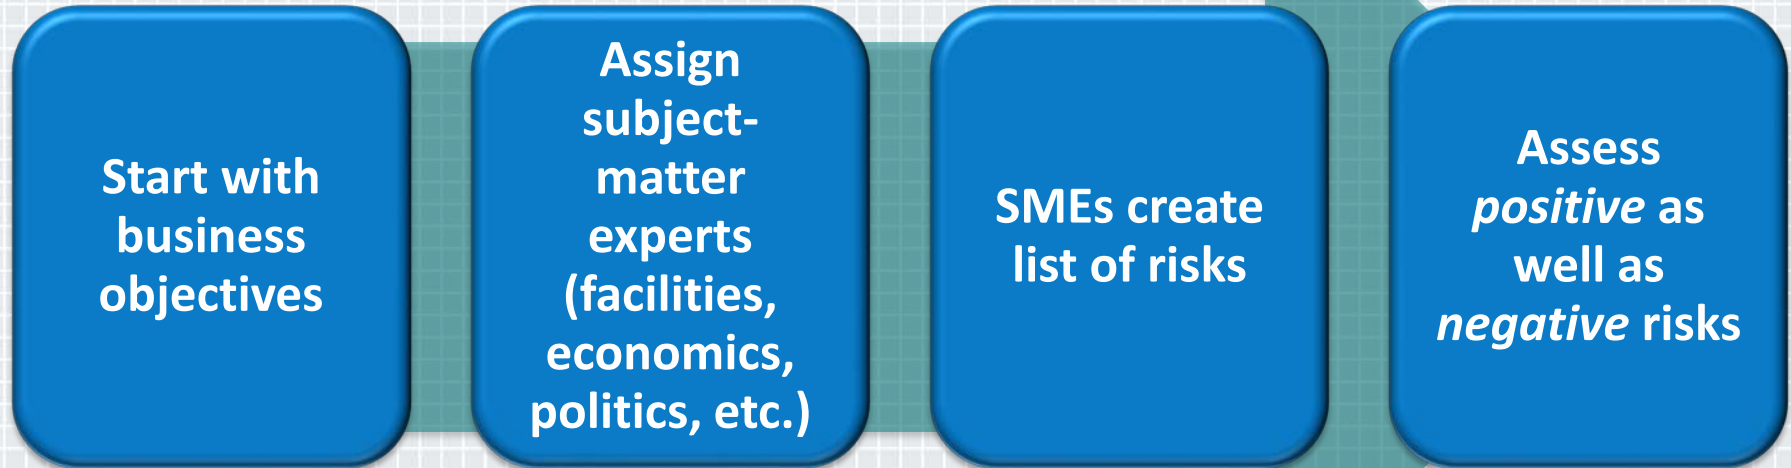 Start with
business
objectives
Assign
subject-
matter
experts
(facilities,
economics,
politics, etc.)
SMEs create
list of risks
Assess
positive as
well as
negative risks